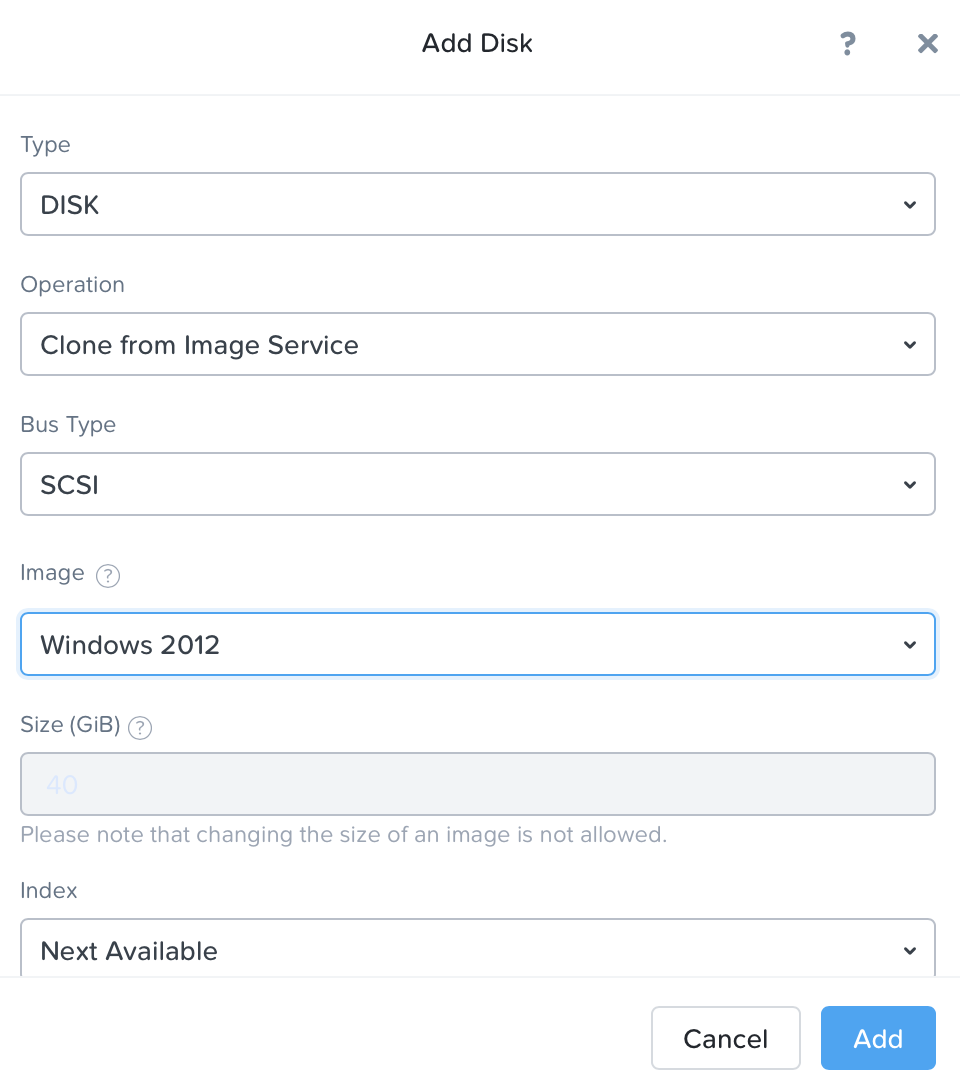 Add Disk ?
Type
DISK
Operation
Clone from Image Service
Bus Type
SCSI
Image ?
Windows 2012
Size (GiB) ?
40
Please note that changing the size of an image is not allowed.
Index
Next Available
Cancel Add